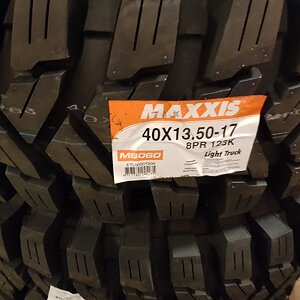 MAXXIS
40X13.50-17
8PR 123K
M8060
Light Truck